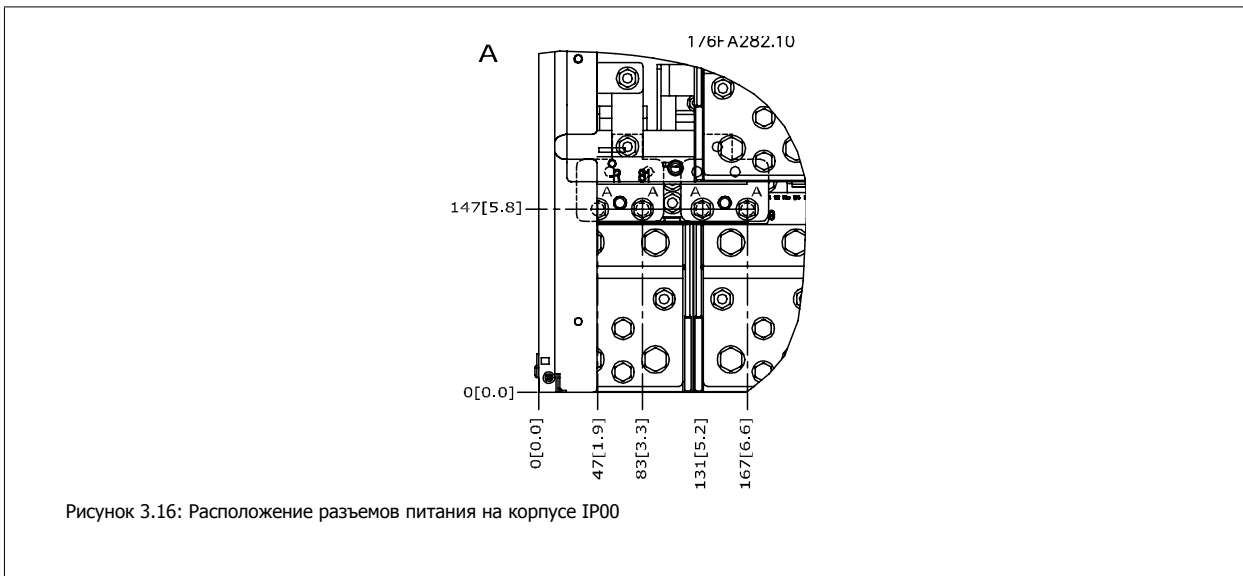 176FA282.10
A
R 81
A A A A
147[5.8]
0[0.0]
0[0.0]
47[1.9]
83[3.3]
131[5.2]
167[6.6]
Рисунок 3.16: Расположение разъемов питания на корпусе IP00